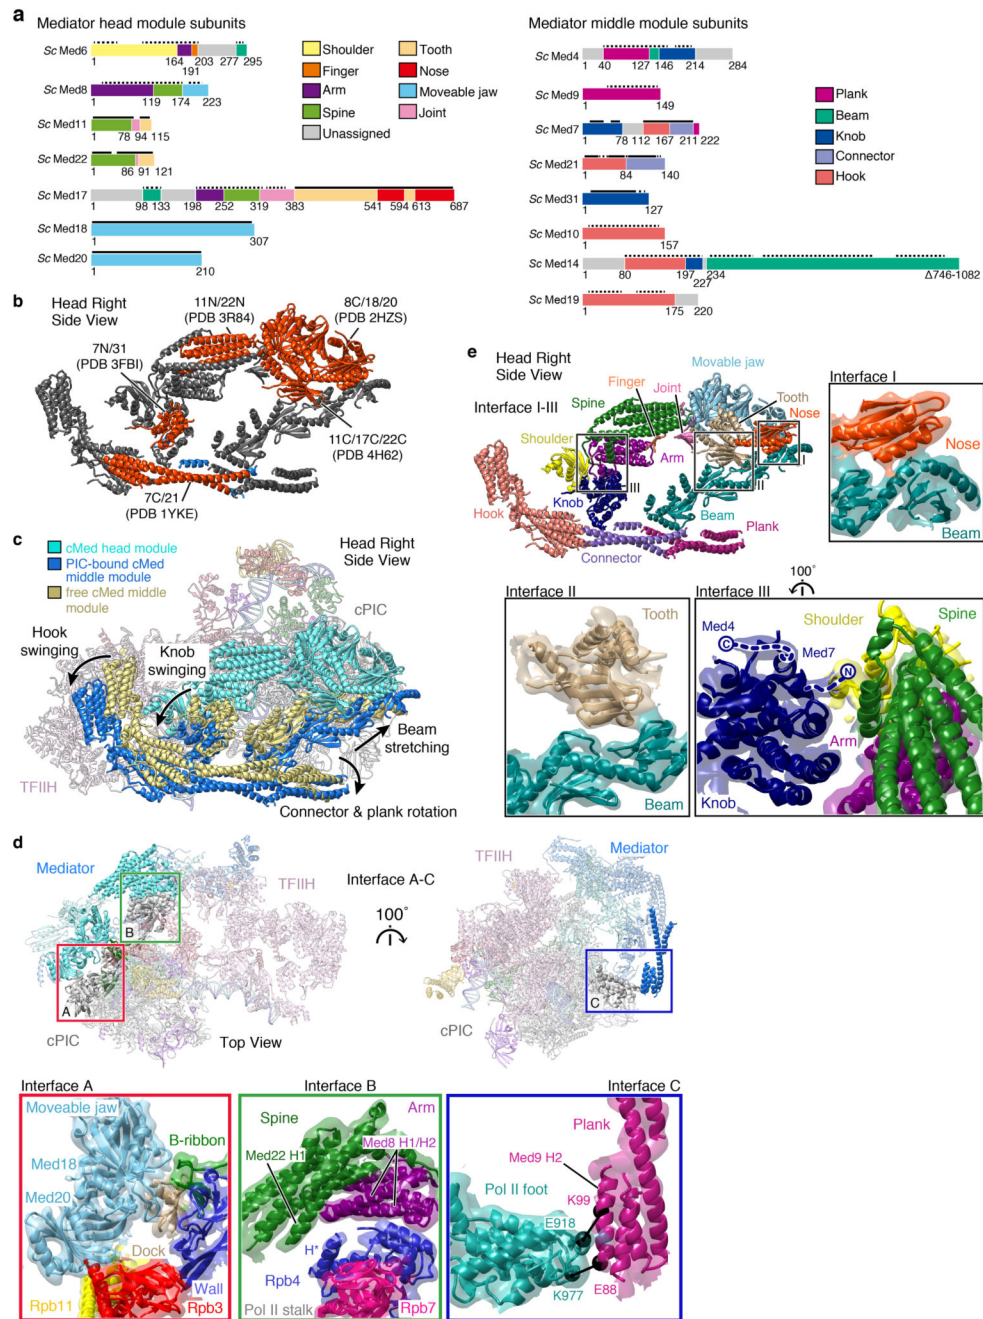 a
Mediator head module subunits
Sc Med6
1 164 203 277 295
191
Sc Med8
1 119 174 223
Sc Med11
1 78 94 115
Sc Med22
1 86 91 121
Sc Med17
1 98 133 198 252 319 383 541 594 613 687
Sc Med18
1 307
Sc Med20
1 210
Shoulder
Finger
Arm
Spine
Unassigned
Tooth
Nose
Moveable jaw
Joint
Mediator middle module subunits
Sc Med4
1 40 127 146 214 284
Sc Med9
1 149
Sc Med7
1 78 112 167 211 222
Sc Med21
1 84 140
Sc Med31
1 127
Sc Med10
1 157
Sc Med14
1 80 197 234 Δ746-1082
227
Sc Med19
1 175 220
Plank
Beam
Knob
Connector
Hook
b
Head Right
Side View
11N/22N
(PDB 3R84)
8C/18/20
(PDB 2HZS)
7N/31
(PDB 3FBI)
11C/17C/22C
(PDB 4H62)
7C/21
(PDB 1YKE)
c
cMed head module
PIC-bound cMed
middle module
free cMed middle
module
Head Right
Side View
cPIC
Hook
swinging
Knob
swinging
Beam
stretching
TFIIH
Connector & plank rotation
e
Head Right
Side View
Movable jaw
Interface I-III
Finger
Joint
Spine
Tooth
Nose
Shoulder
Arm
I
II
III
Knob
Beam
Hook
Plank
Connector
Interface I
Nose
Beam
Interface II
Tooth
Beam
Interface III
100°
Shoulder
Spine
Med4
C
Med7
N
Arm
Knob
d
Mediator
TFIIH
B
A
cPIC
Top View
Interface A-C
100°
TFIIH
Mediator
C
cPIC
Interface A
Moveable jaw
B-ribbon
Med18
Med20
Dock
Wall
Rpb11
Rpb3
Interface B
Spine
Arm
Med22 H1
Med8 H1/H2
H*
Rpb4
Pol II stalk
Rpb7
Interface C
Plank
Med9 H2
Pol II foot
K99
E918
K977
E88